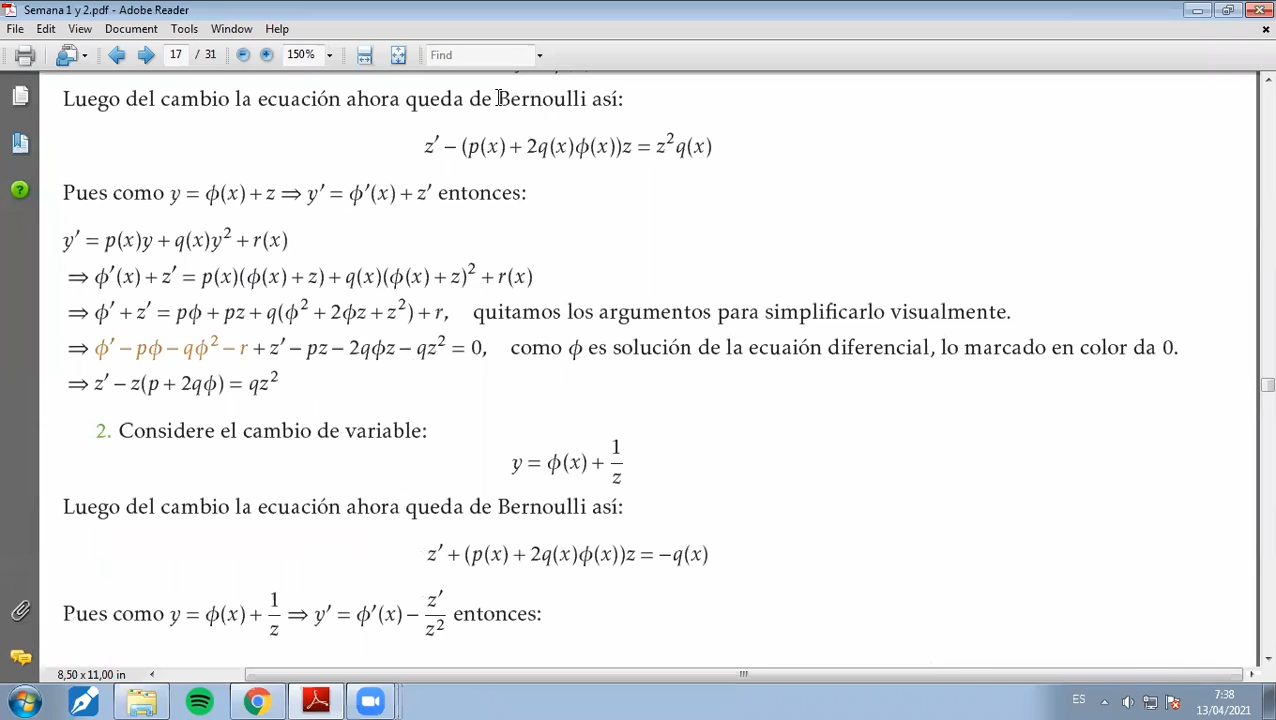 Semana 1 y 2.pdf - Adobe Reader
File Edit View Document Tools Window Help
17 / 31 150% Find
Luego del cambio la ecuación ahora queda de Bernoulli así:
z′ − (p(x) + 2q(x)ϕ(x))z = z²q(x)
Pues como y = ϕ(x) + z ⇒ y′ = ϕ′(x) + z′ entonces:
y′ = p(x)y + q(x)y² + r(x)
⇒ ϕ′(x) + z′ = p(x)(ϕ(x) + z) + q(x)(ϕ(x) + z)² + r(x)
⇒ ϕ′ + z′ = pϕ + pz + q(ϕ² + 2ϕz + z²) + r, quitamos los argumentos para simplificarlo visualmente.
⇒ ϕ′ − pϕ − qϕ² − r + z′ − pz − 2qϕz − qz² = 0, como ϕ es solución de la ecuaión diferencial, lo marcado en color da 0.
⇒ z′ − z(p + 2qϕ) = qz²
2. Considere el cambio de variable:
y = ϕ(x) + 1/z
Luego del cambio la ecuación ahora queda de Bernoulli así:
z′ + (p(x) + 2q(x)ϕ(x))z = −q(x)
Pues como y = ϕ(x) + 1/z ⇒ y′ = ϕ′(x) − z′/z² entonces:
8,50 x 11,00 in
ES 7:38
13/04/2021